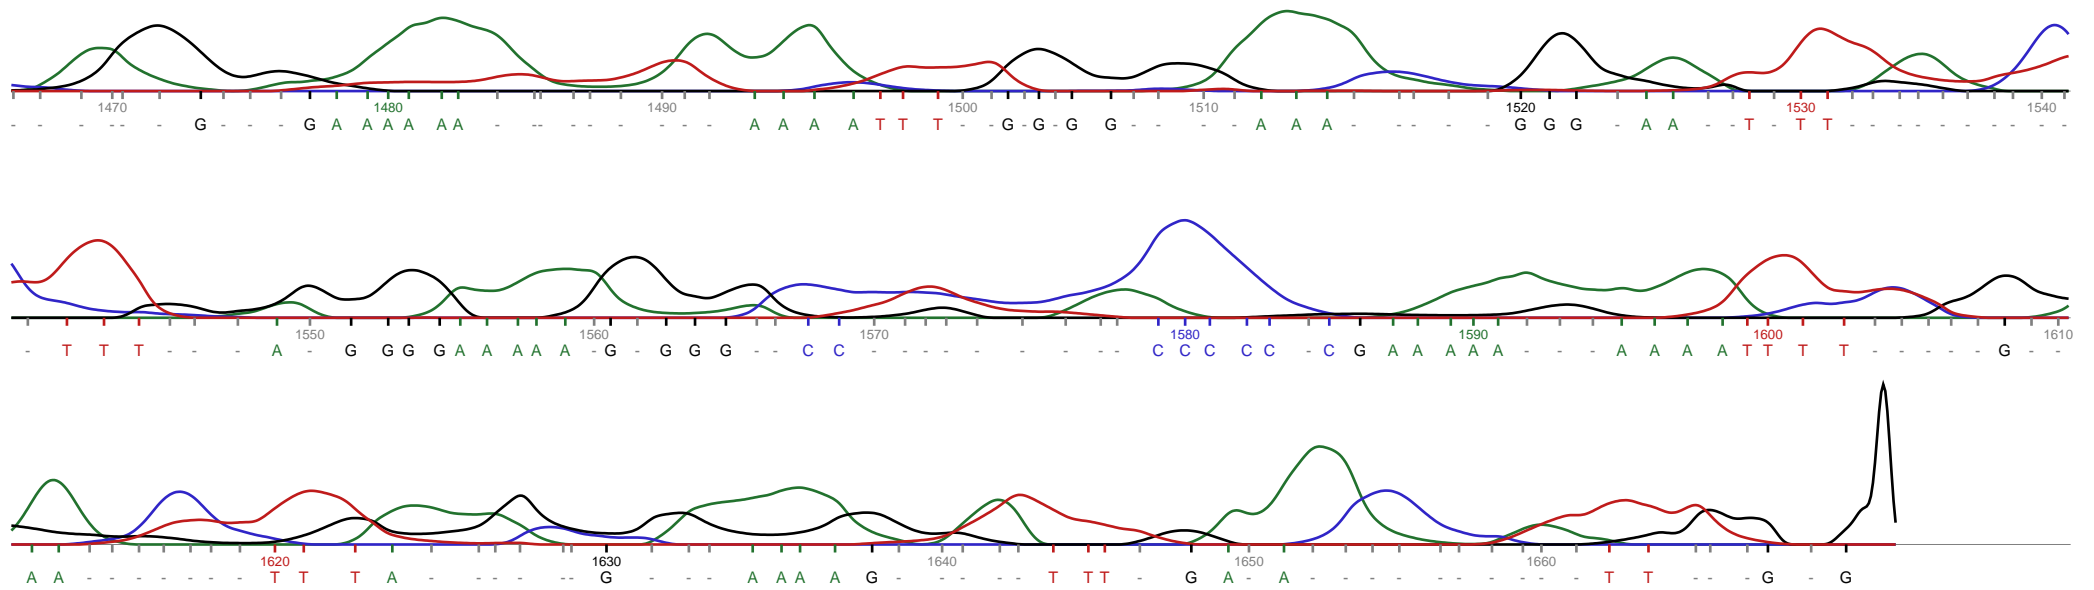 1470 1480 1490 1500 1510 1520 1530 1540
- - - -- - G - - - G A A A A A A - -- - - - - - A A A A A T T T - - G - G - G G - - - - - A A A - - - - - G G G - A A - - T - T T - - - - - - - - -
1550 1560 1570 1580 1590 1600 1610
- T T T - - - A - G G G G A A A A A - G - G G G - - C C - - - - - - - - - C C C C C - C G A A A A A - - - A A A A T T T T - - - - - G - -
1620 1630 1640 1650 1660
A A - - - - - - - T T T A - - - - -- G - - - A A A A G - - - - T T T - G A - A - - - - - - - - - - T T - - - G - G